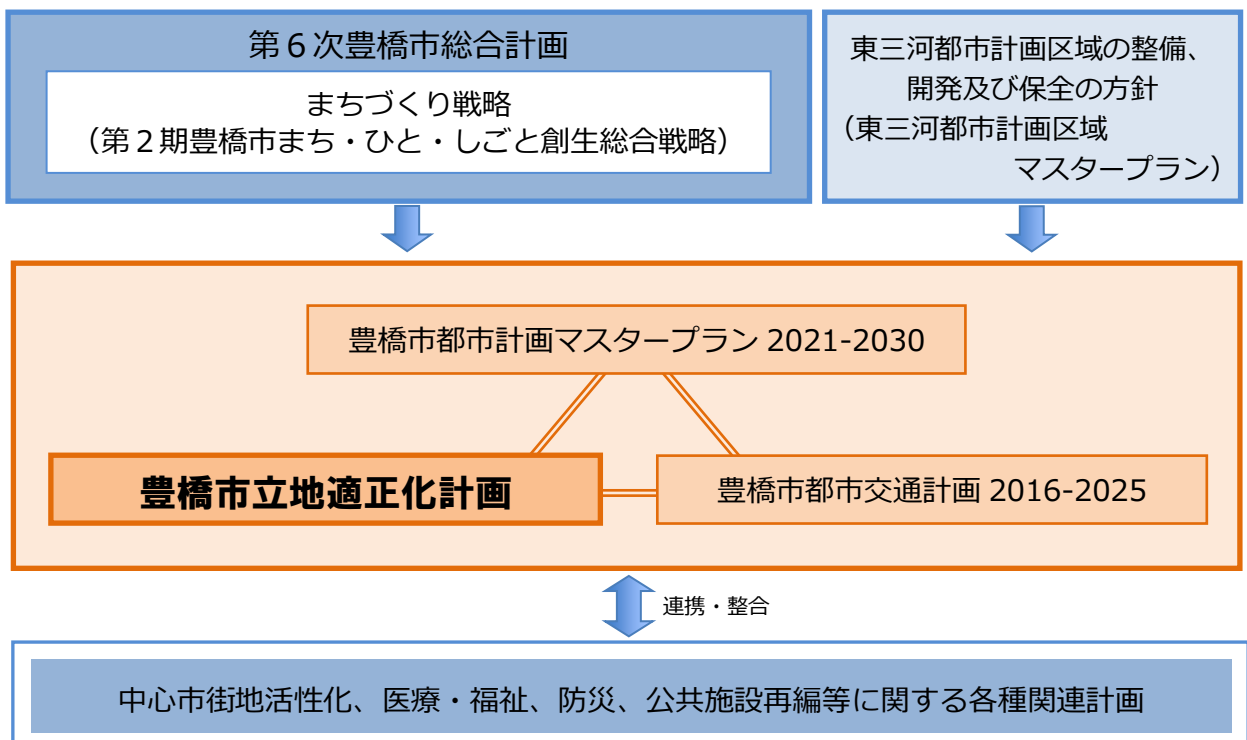 第６次豊橋市総合計画
まちづくり戦略
（第２期豊橋市まち・ひと・しごと創生総合戦略）
東三河都市計画区域の整備、
開発及び保全の方針
（東三河都市計画区域
マスタープラン）
豊橋市都市計画マスタープラン 2021-2030
豊橋市立地適正化計画
豊橋市都市交通計画 2016-2025
連携・整合
中心市街地活性化、医療・福祉、防災、公共施設再編等に関する各種関連計画